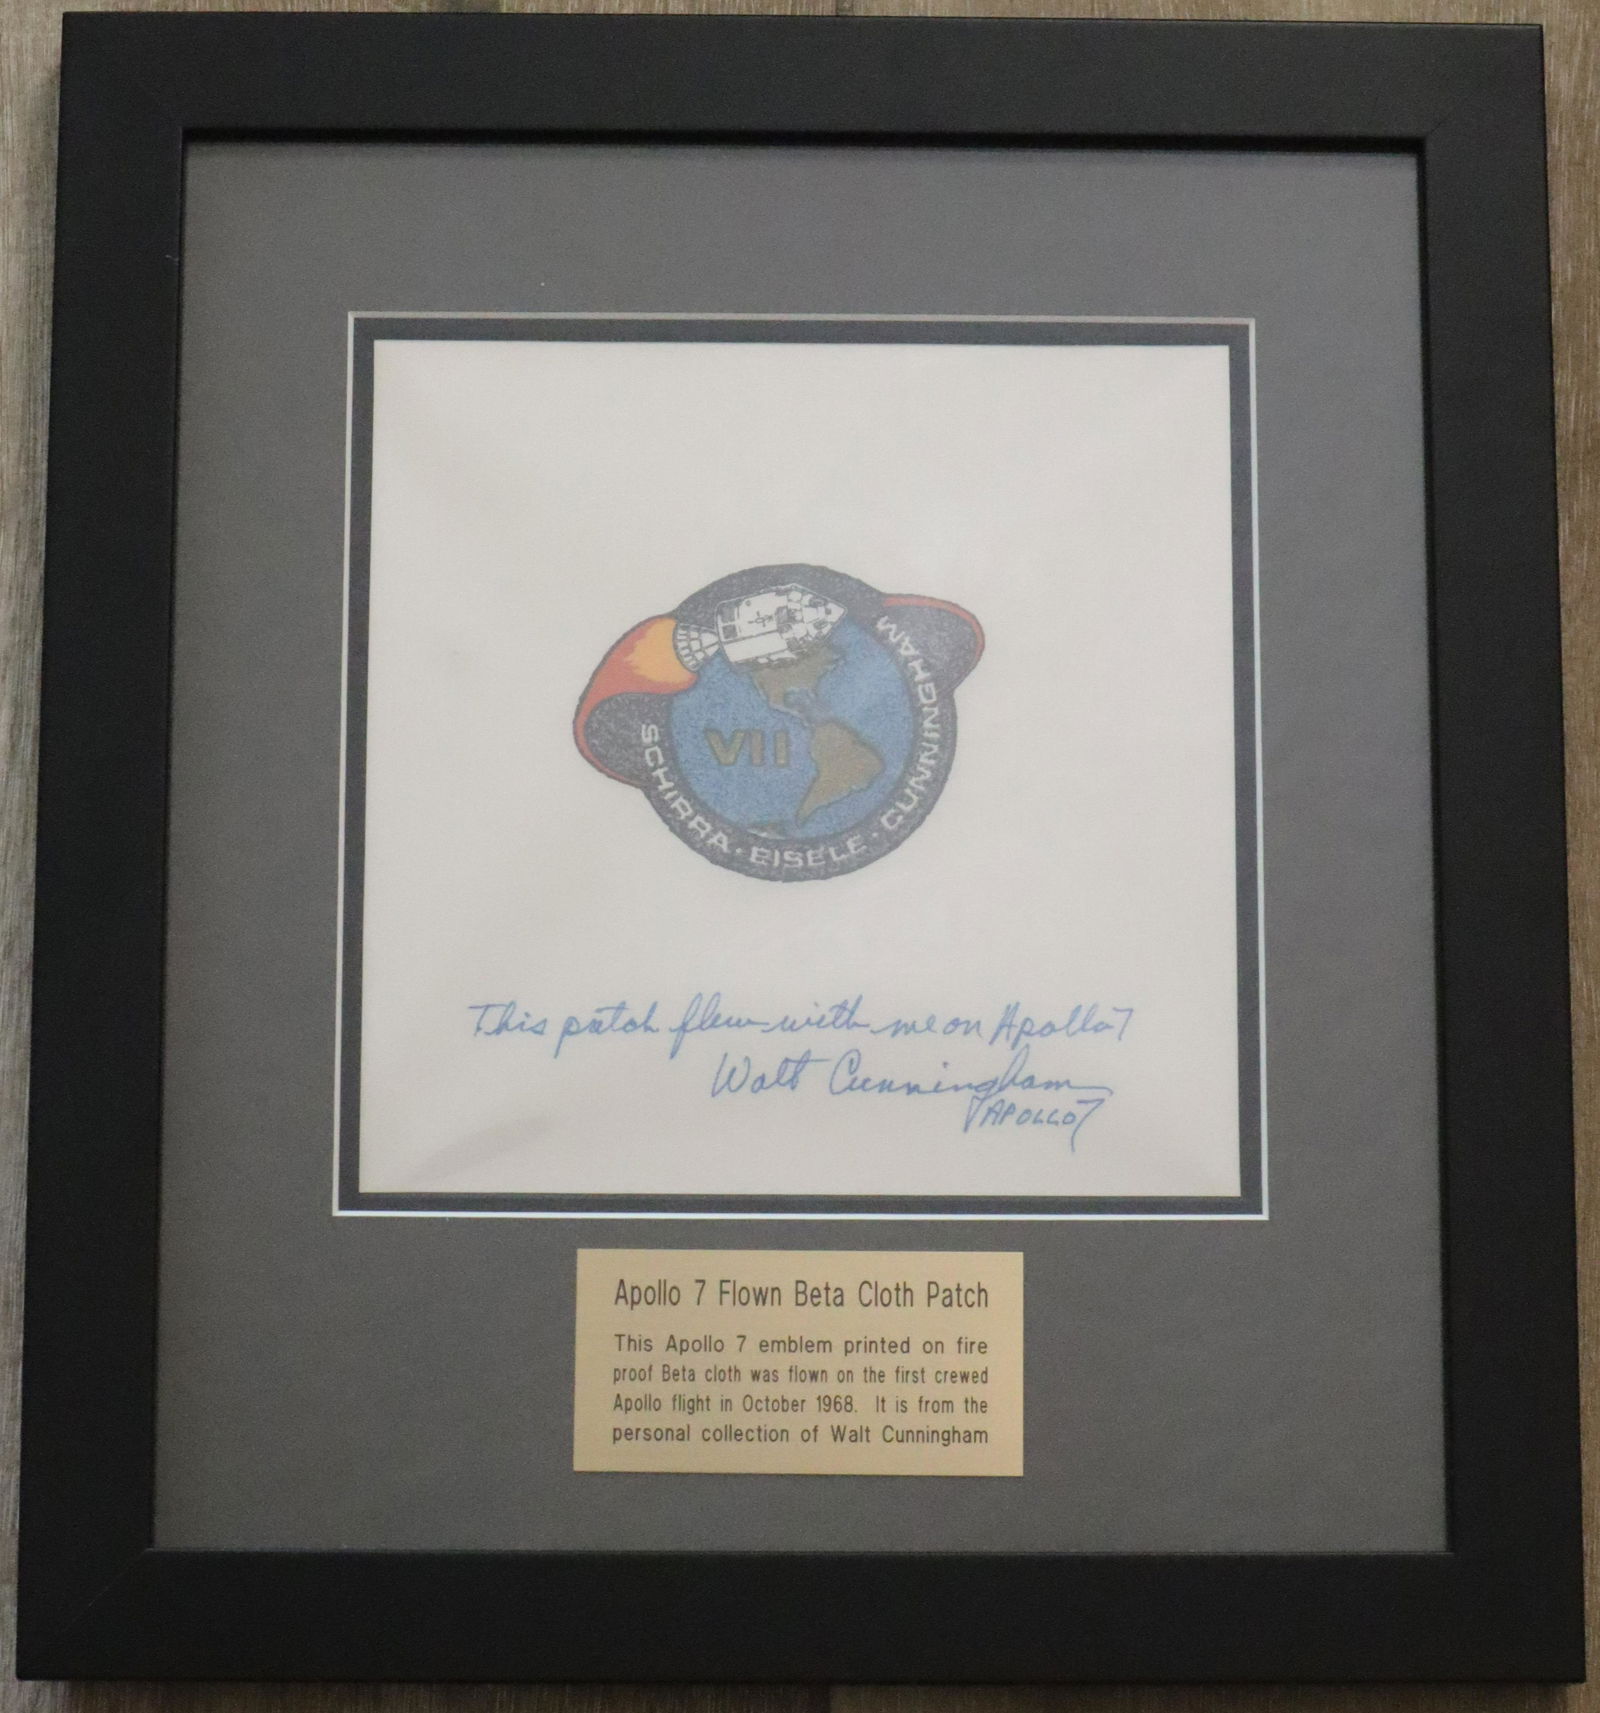 VII
SCHIRRA · EISELE · CUNNINGHAM
This patch flew with me on Apollo 7
Walt Cunningham
APOLLO 7
Apollo 7 Flown Beta Cloth Patch
This Apollo 7 emblem printed on fire
proof Beta cloth was flown on the first crewed
Apollo flight in October 1968. It is from the
personal collection of Walt Cunningham